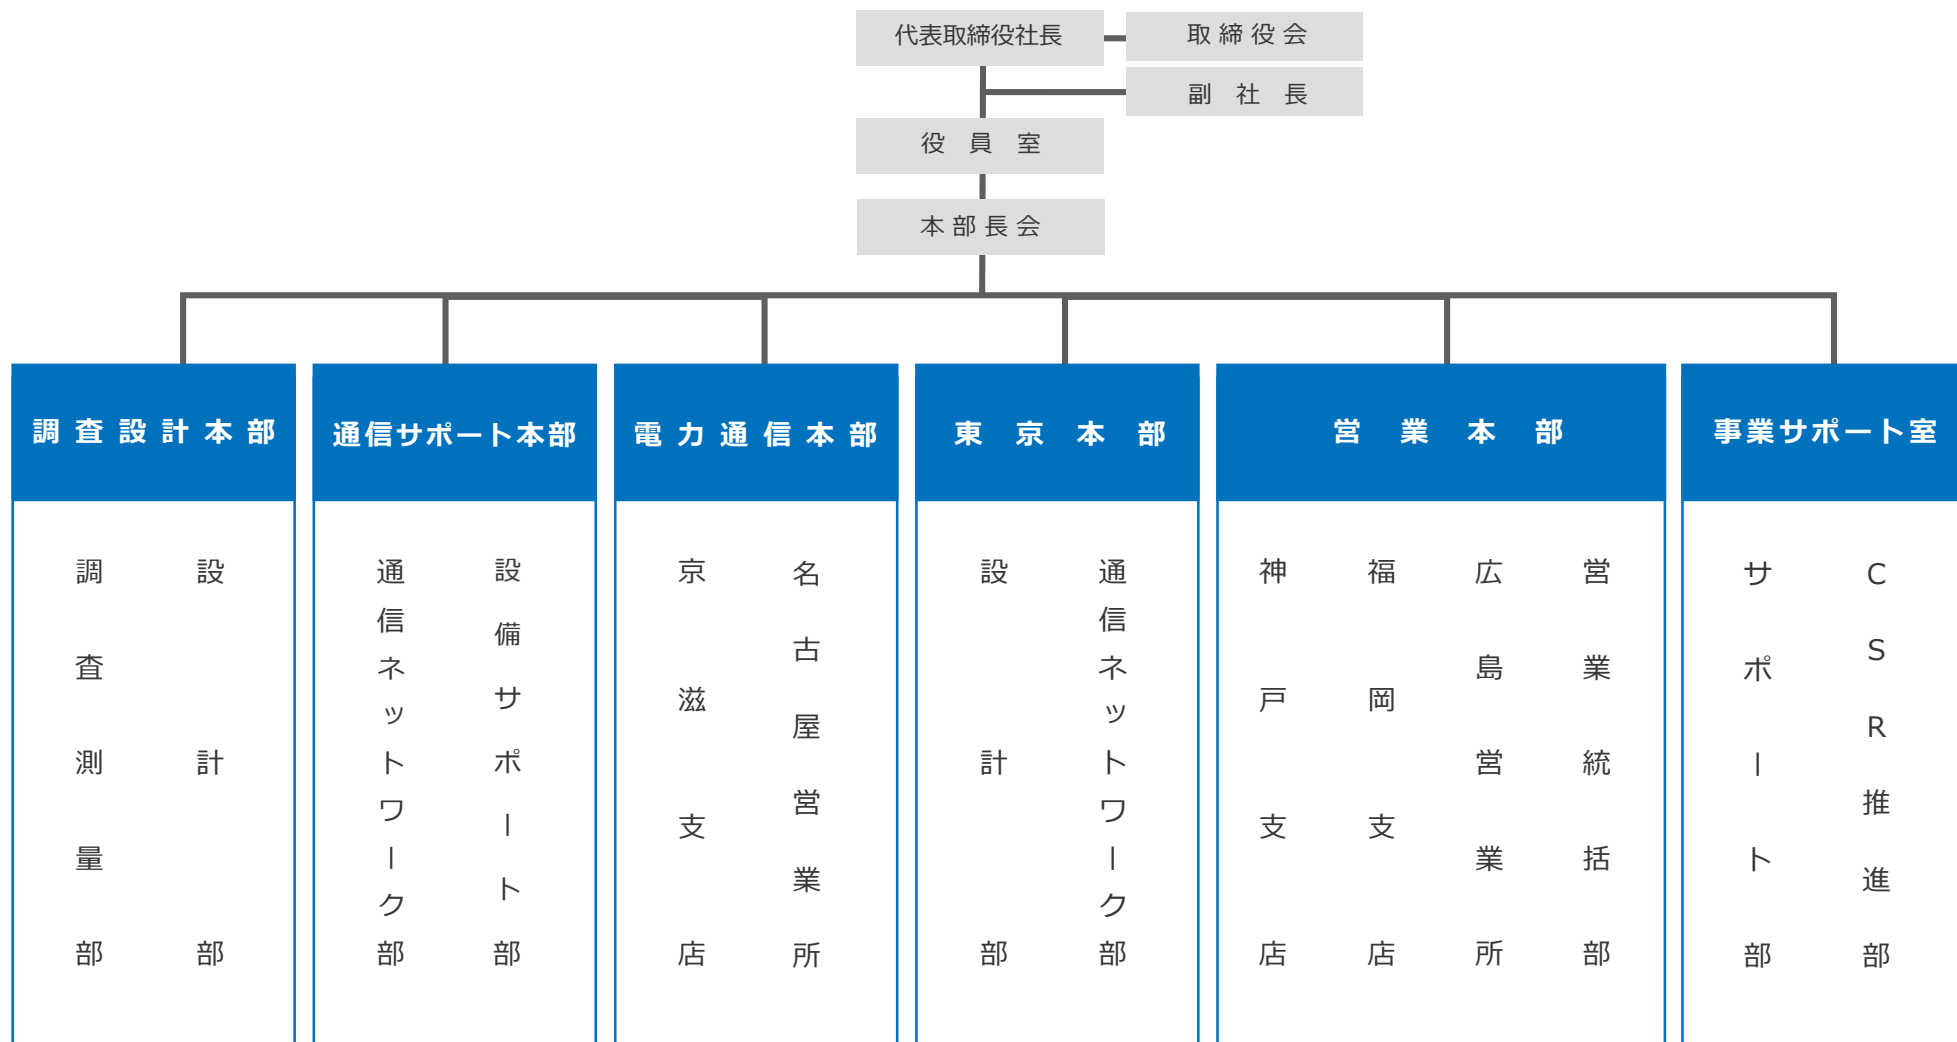 代表取締役社長
取締役会
副社長
役員室
本部長会
調査設計本部
調査測量部
設計部
通信サポート本部
通信ネットワーク部
設備サポート部
電力通信本部
京滋支店
名古屋営業所
東京本部
設計部
通信ネットワーク部
営業本部
神戸支店
福岡支店
広島営業所
営業統括部
事業サポート室
サポート部
CSR推進部